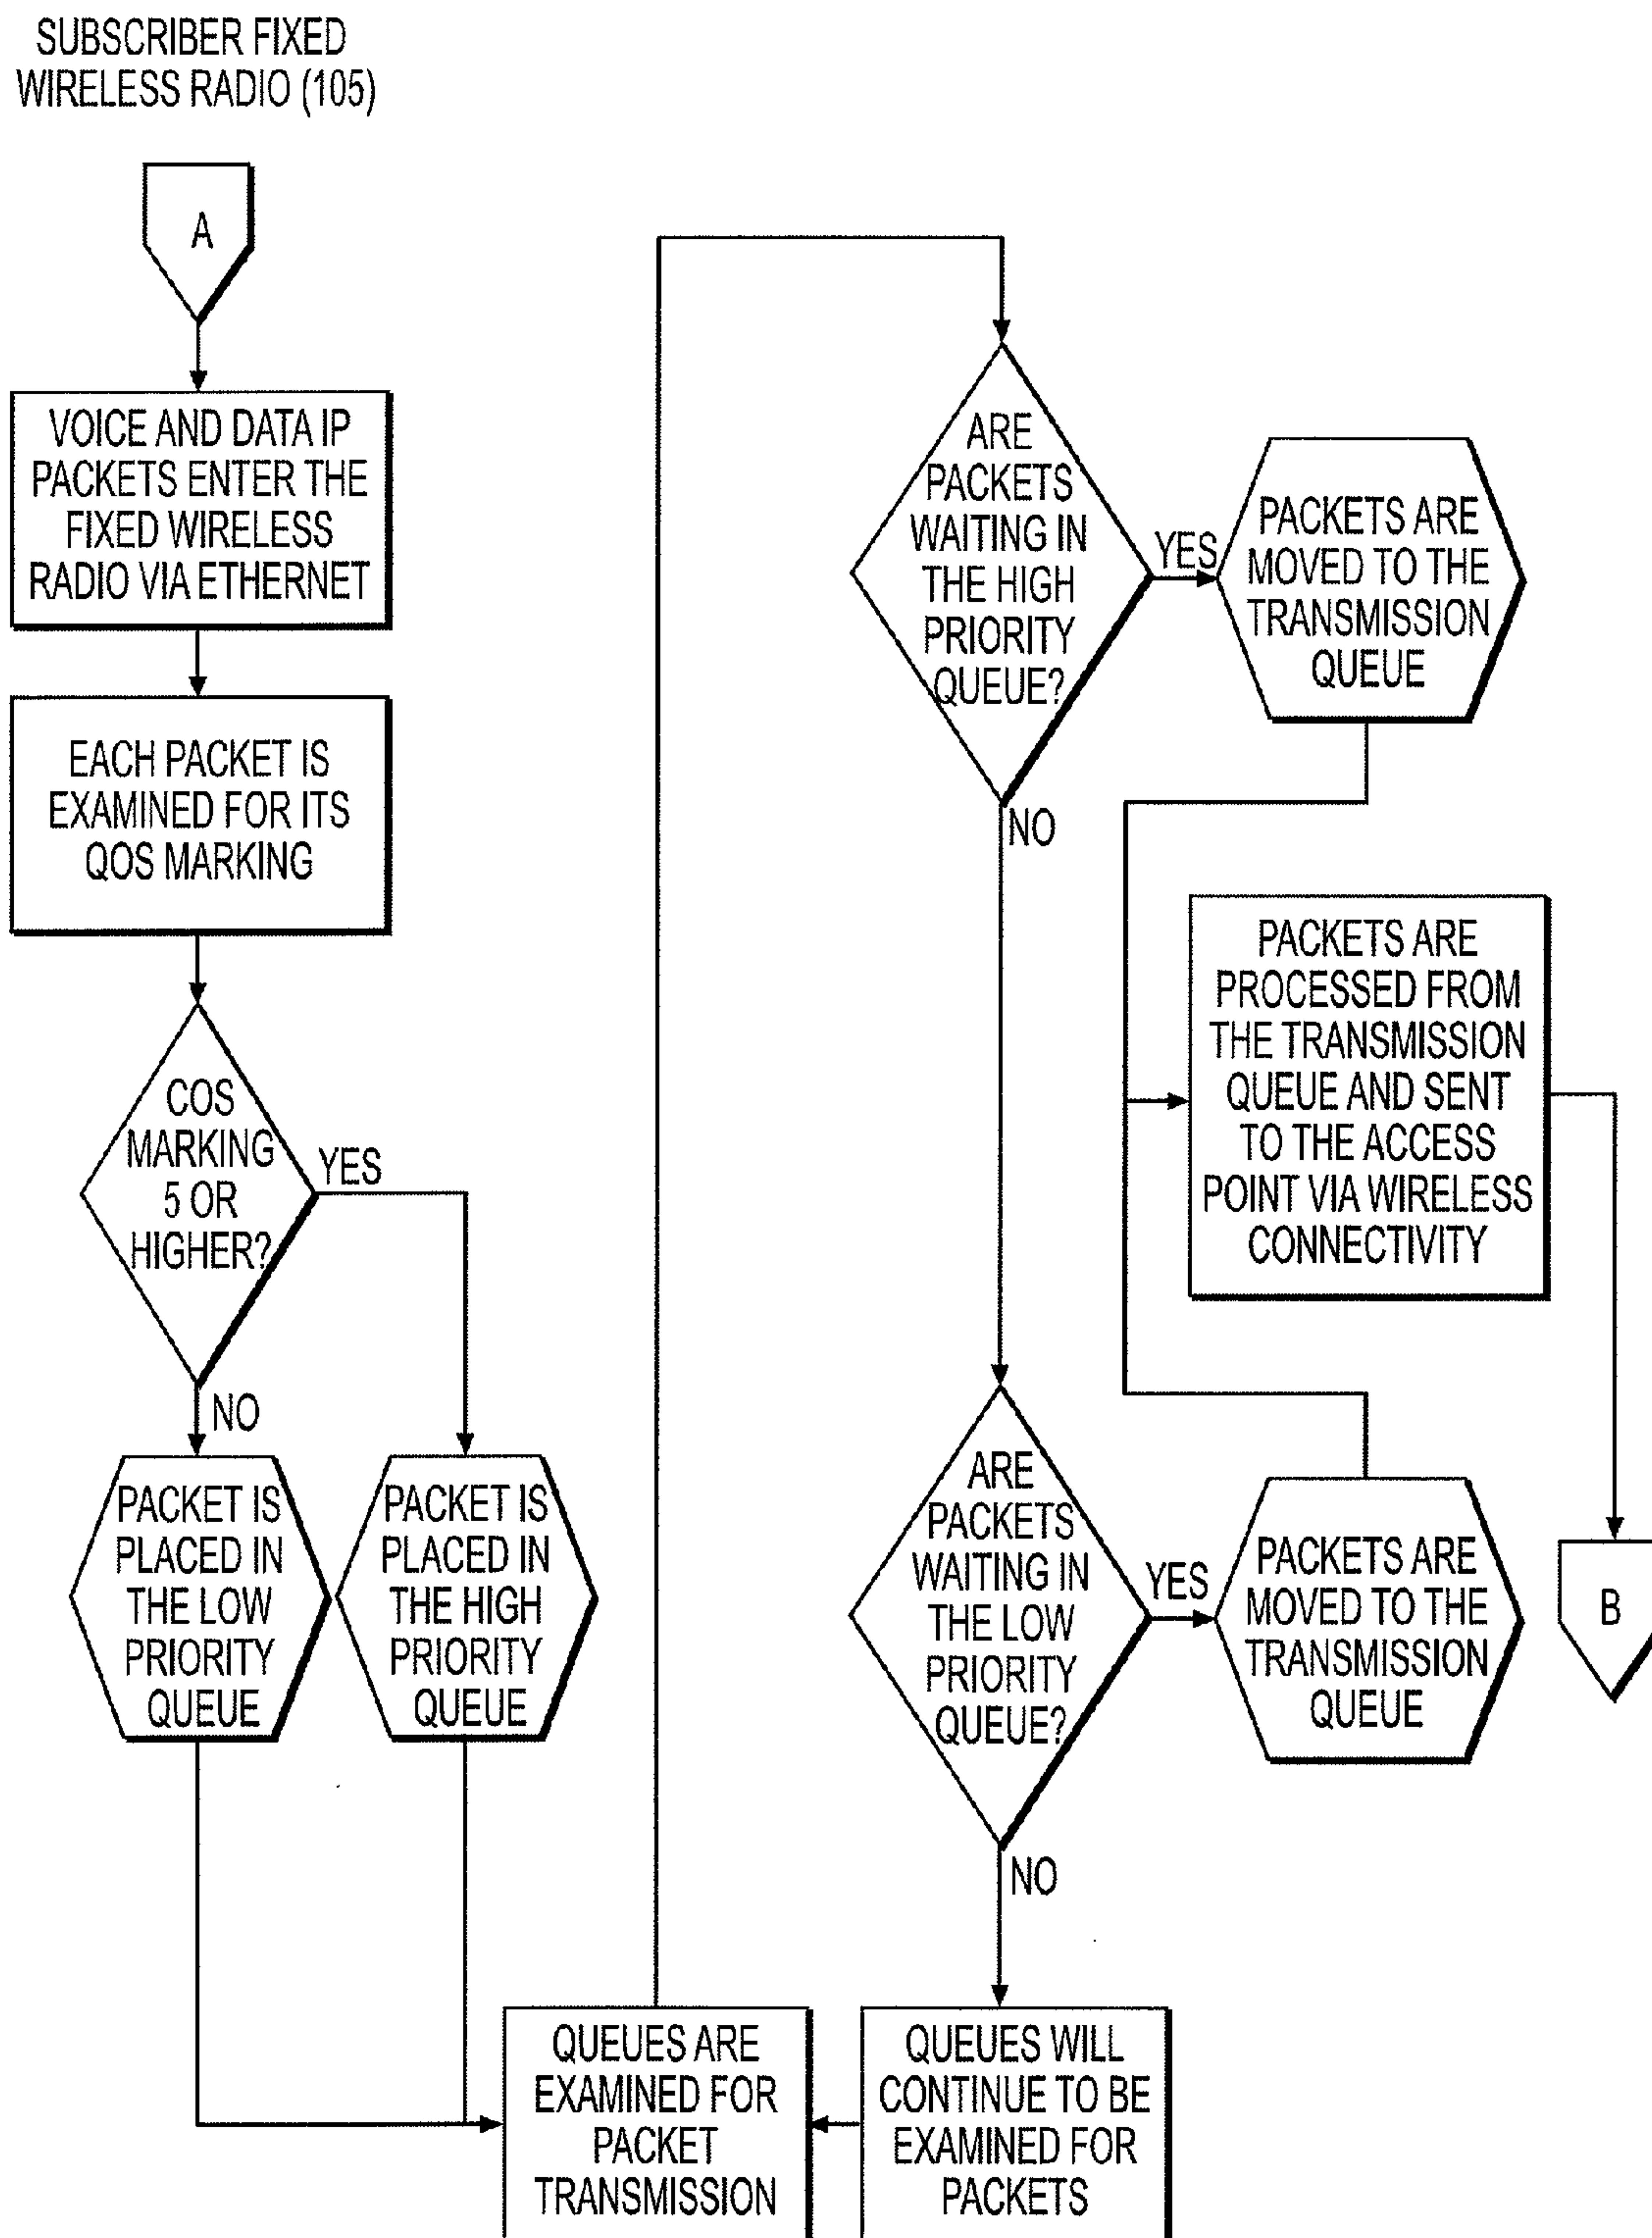 SUBSCRIBER FIXED
WIRELESS RADIO (105)
A
VOICE AND DATA IP
PACKETS ENTER THE
FIXED WIRELESS
RADIO VIA ETHERNET
EACH PACKET IS
EXAMINED FOR ITS
QOS MARKING
COS
MARKING
5 OR
HIGHER?
YES
NO
PACKET IS
PLACED IN
THE LOW
PRIORITY
QUEUE
PACKET IS
PLACED IN
THE HIGH
PRIORITY
QUEUE
QUEUES ARE
EXAMINED FOR
PACKET
TRANSMISSION
ARE
PACKETS
WAITING IN
THE HIGH
PRIORITY
QUEUE?
YES
NO
PACKETS ARE
MOVED TO THE
TRANSMISSION
QUEUE
PACKETS ARE
PROCESSED FROM
THE TRANSMISSION
QUEUE AND SENT
TO THE ACCESS
POINT VIA WIRELESS
CONNECTIVITY
ARE
PACKETS
WAITING IN
THE LOW
PRIORITY
QUEUE?
YES
NO
PACKETS ARE
MOVED TO THE
TRANSMISSION
QUEUE
B
QUEUES WILL
CONTINUE TO BE
EXAMINED FOR
PACKETS